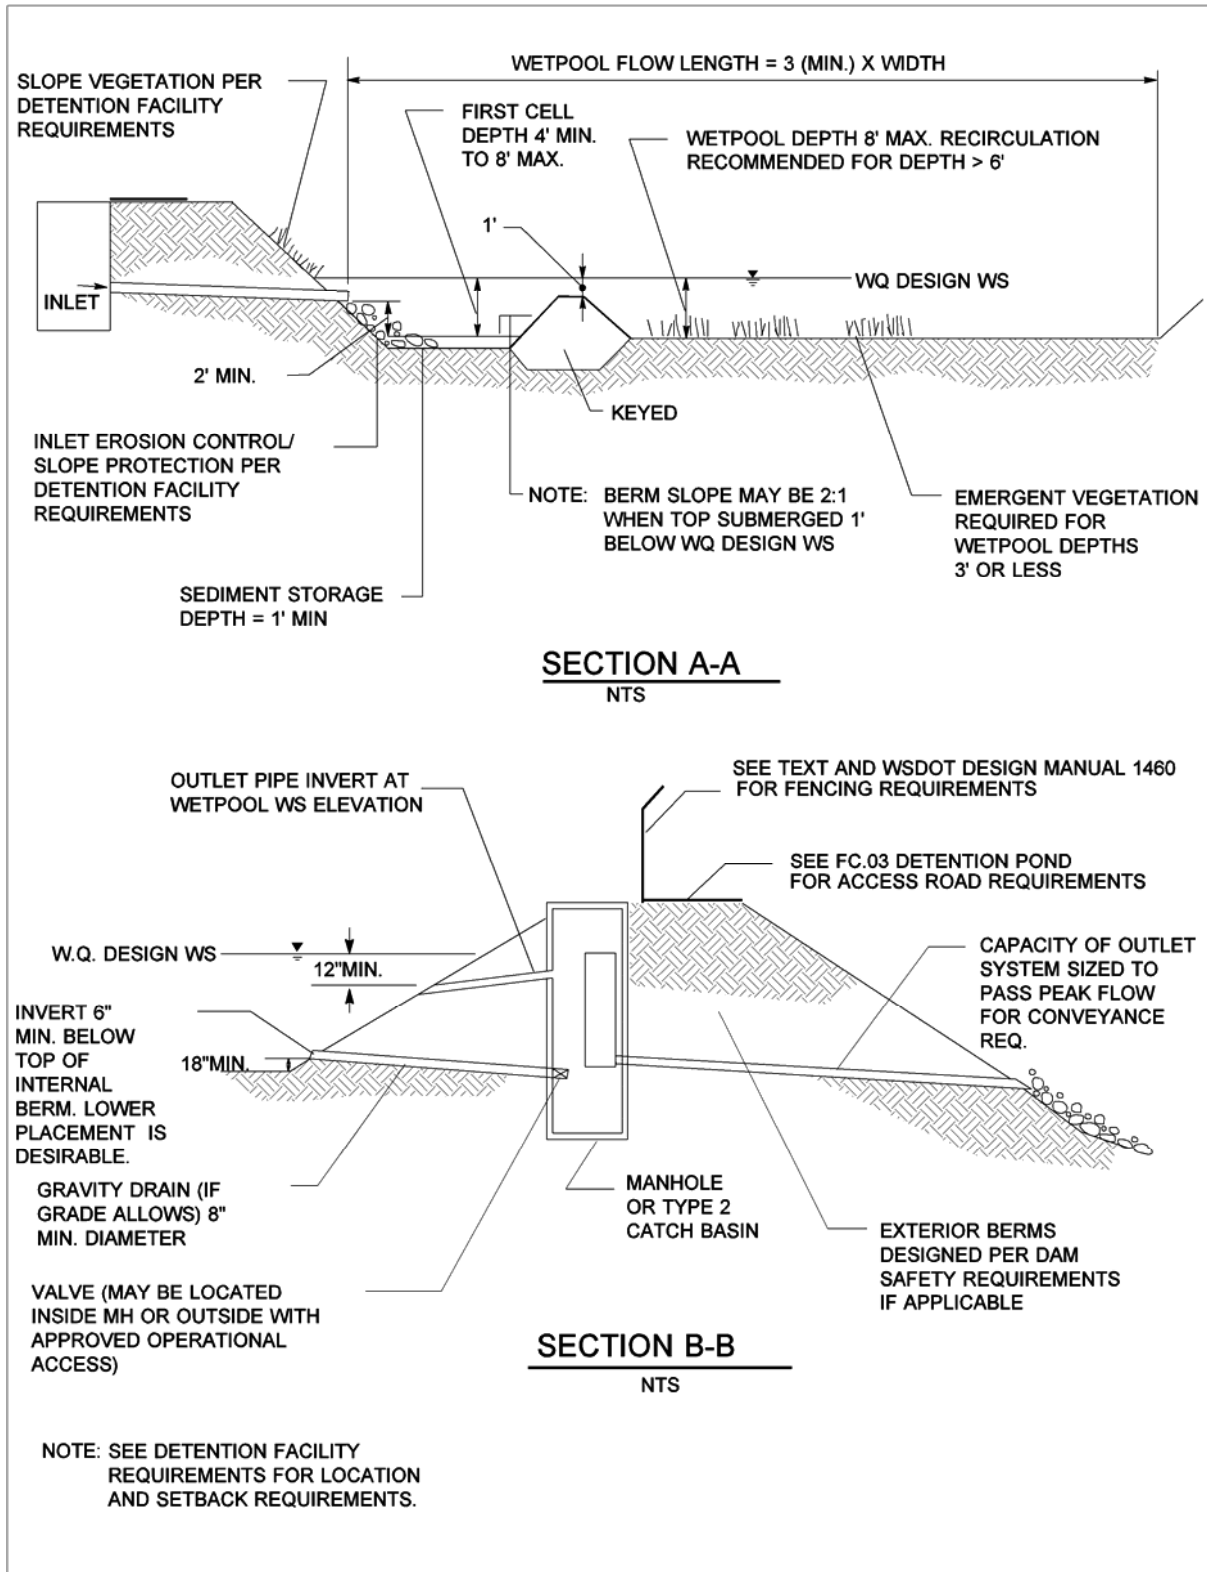 WETPOOL FLOW LENGTH = 3 (MIN.) X WIDTH
SLOPE VEGETATION PER
DETENTION FACILITY
REQUIREMENTS
FIRST CELL
DEPTH 4' MIN.
TO 8' MAX.
WETPOOL DEPTH 8' MAX. RECIRCULATION
RECOMMENDED FOR DEPTH > 6'
1'
WQ DESIGN WS
INLET
2' MIN.
KEYED
INLET EROSION CONTROL/
SLOPE PROTECTION PER
DETENTION FACILITY
REQUIREMENTS
NOTE: BERM SLOPE MAY BE 2:1
WHEN TOP SUBMERGED 1'
BELOW WQ DESIGN WS
EMERGENT VEGETATION
REQUIRED FOR
WETPOOL DEPTHS
3' OR LESS
SEDIMENT STORAGE
DEPTH = 1' MIN
SECTION A-A
NTS
OUTLET PIPE INVERT AT
WETPOOL WS ELEVATION
SEE TEXT AND WSDOT DESIGN MANUAL 1460
FOR FENCING REQUIREMENTS
SEE FC.03 DETENTION POND
FOR ACCESS ROAD REQUIREMENTS
W.Q. DESIGN WS
12"MIN.
CAPACITY OF OUTLET
SYSTEM SIZED TO
PASS PEAK FLOW
FOR CONVEYANCE
REQ.
INVERT 6"
MIN. BELOW
TOP OF
INTERNAL
BERM. LOWER
PLACEMENT IS
DESIRABLE.
18"MIN.
GRAVITY DRAIN (IF
GRADE ALLOWS) 8"
MIN. DIAMETER
MANHOLE
OR TYPE 2
CATCH BASIN
EXTERIOR BERMS
DESIGNED PER DAM
SAFETY REQUIREMENTS
IF APPLICABLE
VALVE (MAY BE LOCATED
INSIDE MH OR OUTSIDE WITH
APPROVED OPERATIONAL
ACCESS)
SECTION B-B
NTS
NOTE: SEE DETENTION FACILITY
REQUIREMENTS FOR LOCATION
AND SETBACK REQUIREMENTS.